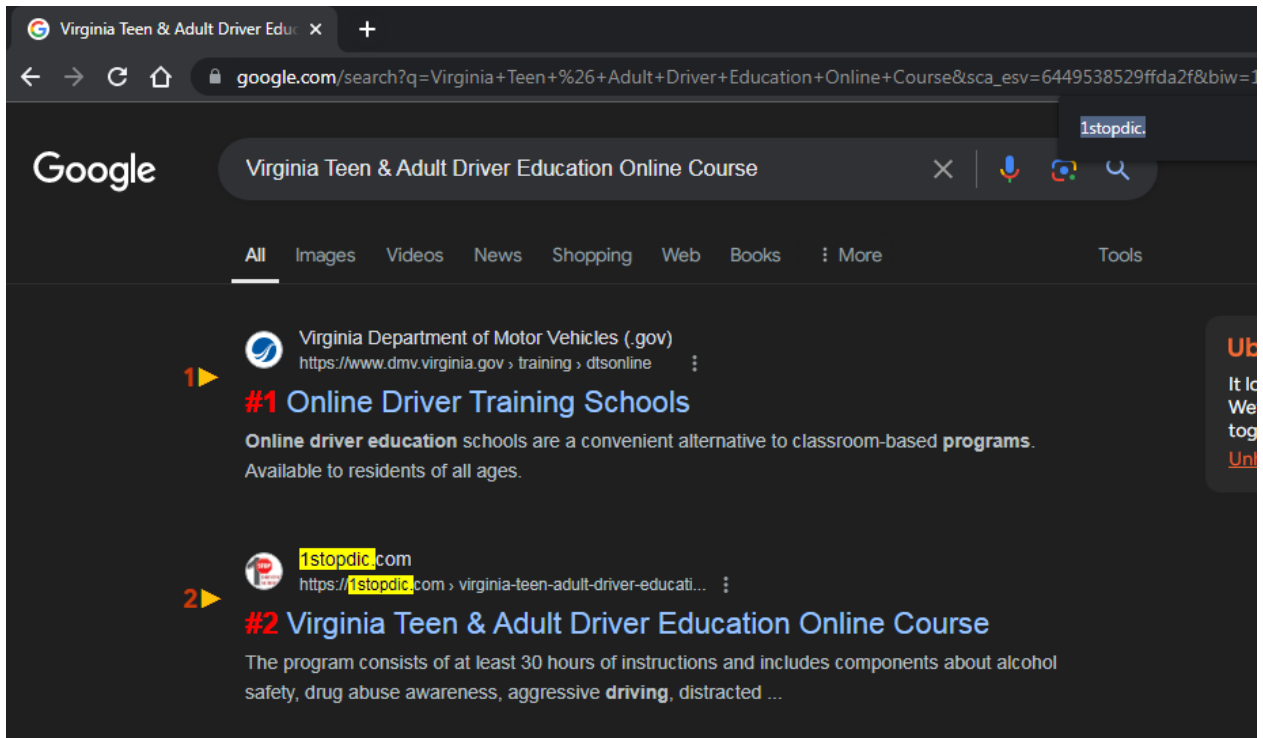 Virginia Teen & Adult Driver Educ
google.com/search?q=Virginia+Teen+%26+Adult+Driver+Education+Online+Course&sca_esv=6449538529ffda2f&biw=1
1stopdic.
Google
Virginia Teen & Adult Driver Education Online Course
All Images Videos News Shopping Web Books More Tools
Virginia Department of Motor Vehicles (.gov)
https://www.dmv.virginia.gov › training › dtsonline
1
#1 Online Driver Training Schools
Online driver education schools are a convenient alternative to classroom-based programs.
Available to residents of all ages.
Ub
It lo
We
tog
Unl
1stopdic.com
https://1stopdic.com › virginia-teen-adult-driver-educati...
2
#2 Virginia Teen & Adult Driver Education Online Course
The program consists of at least 30 hours of instructions and includes components about alcohol
safety, drug abuse awareness, aggressive driving, distracted ...